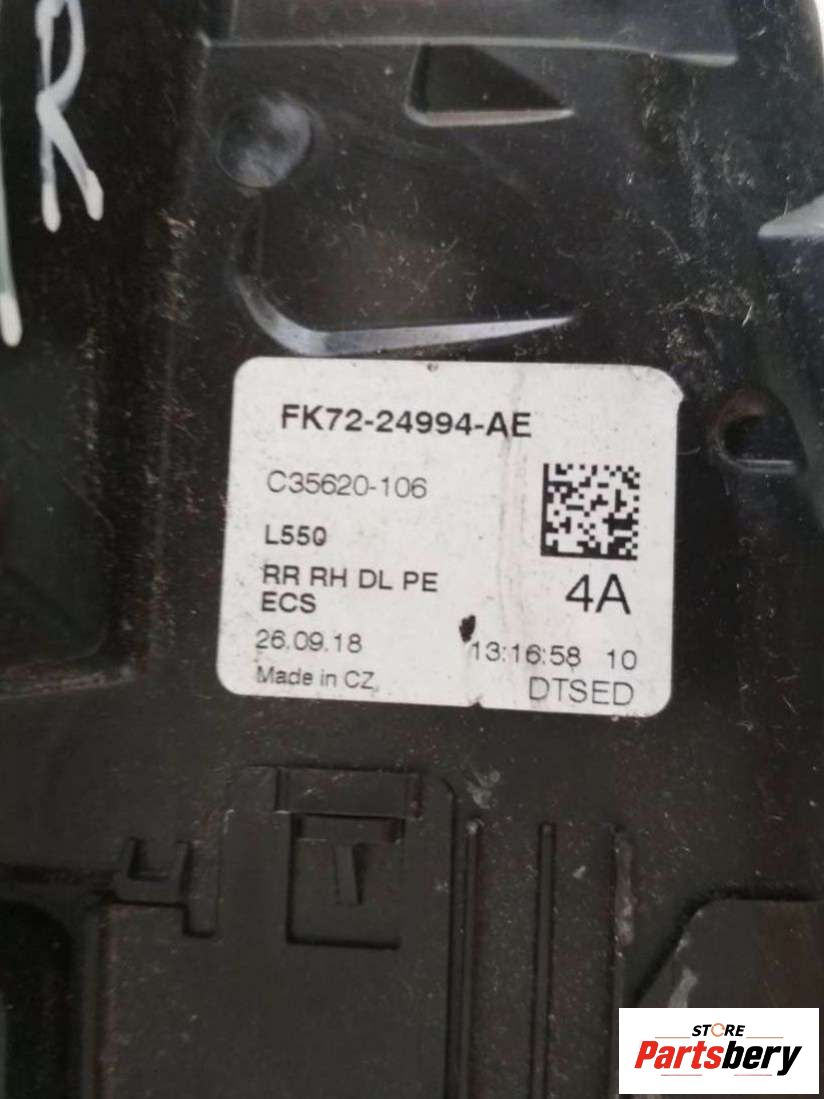 R
FK72-24994-AE
C35620-106
L550
RR RH DL PE
ECS
4A
26.09.18
13:16:58 10
Made in CZ
DTSED
STORE
Partsbery